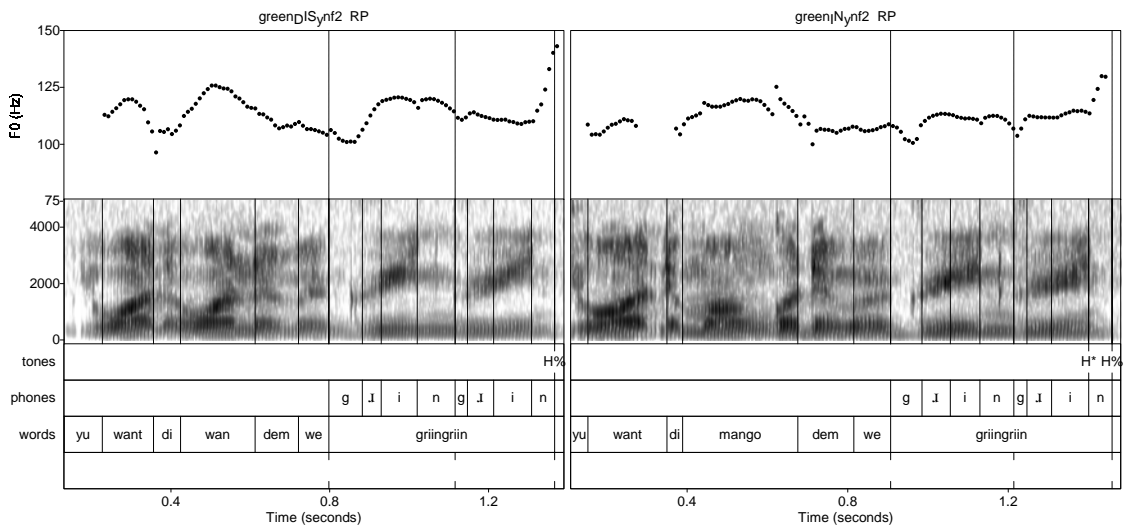 greenDISynf2 RP
greenINynf2 RP
F0 (Hz)
150
125
100
75
4000
2000
0
tones
H%
H* H%
phones
g ɹ i n g ɹ i n
g ɹ i n g ɹ i n
words
yu want di wan dem we griingriin
yu want di mango dem we griingriin
0.4 0.8 1.2
0.4 0.8 1.2
Time (seconds)
Time (seconds)